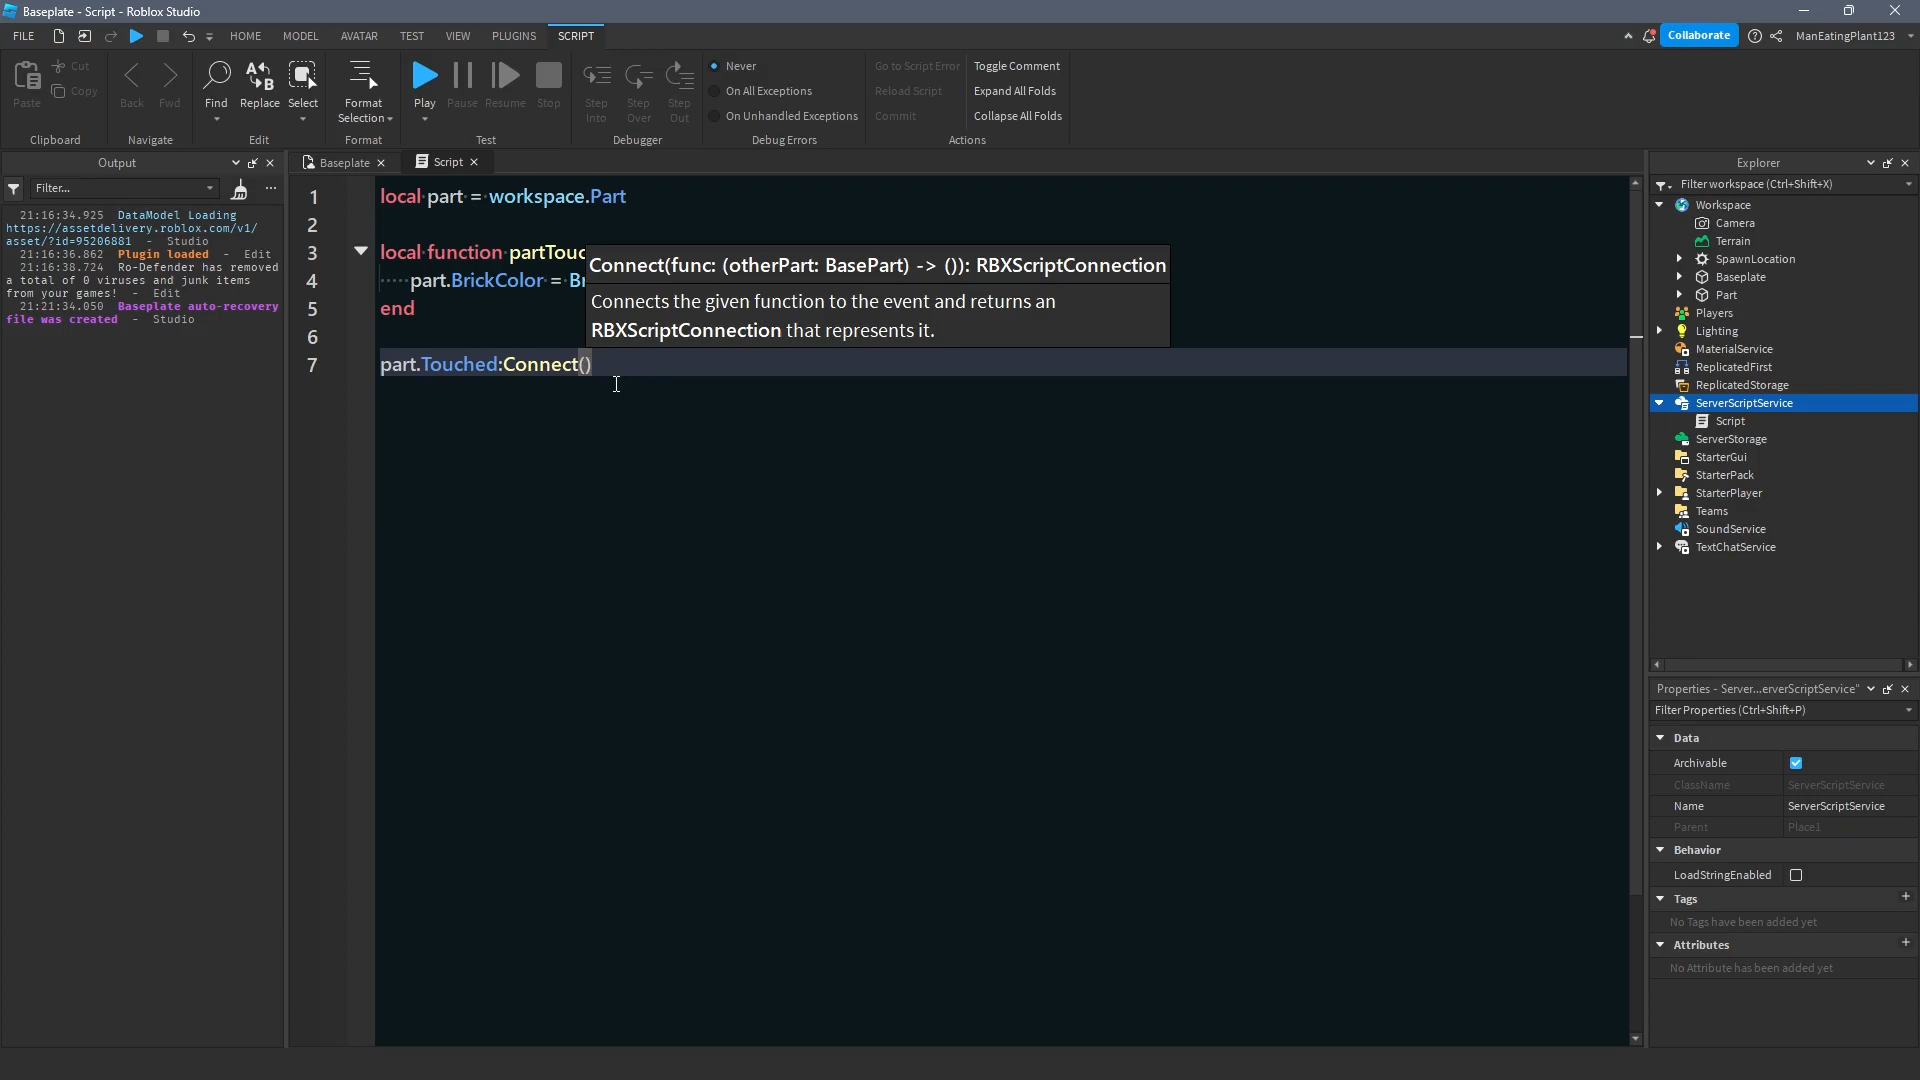 Baseplate - Script - Roblox Studio
FILE HOME MODEL AVATAR TEST VIEW PLUGINS SCRIPT Collaborate ManEatingPlant123
Paste Cut Copy
Clipboard
Back Fwd
Navigate
Find Replace Select
Edit
Format Selection
Format
Play Pause Resume Stop
Test
Step Into Step Over Step Out
Debugger
Never
On All Exceptions
On Unhandled Exceptions
Debug Errors
Go to Script Error Toggle Comment
Reload Script Expand All Folds
Commit Collapse All Folds
Actions
Output
Filter...
21:16:34.925 DataModel Loading
https://assetdelivery.roblox.com/v1/
asset/?id=95206881 - Studio
21:16:36.862 Plugin loaded - Edit
21:16:38.724 Ro-Defender has removed
a total of 0 viruses and junk items
from your games! - Edit
21:21:34.050 Baseplate auto-recovery
file was created - Studio
Baseplate Script
1 local part = workspace.Part
2
3 local function partTouc
4 part.BrickColor = Br
5 end
6
7 part.Touched:Connect()
Connect(func: (otherPart: BasePart) -> ()): RBXScriptConnection
Connects the given function to the event and returns an
RBXScriptConnection that represents it.
Explorer
Filter workspace (Ctrl+Shift+X)
Workspace
Camera
Terrain
SpawnLocation
Baseplate
Part
Players
Lighting
MaterialService
ReplicatedFirst
ReplicatedStorage
ServerScriptService
Script
ServerStorage
StarterGui
StarterPack
StarterPlayer
Teams
SoundService
TextChatService
Properties - Server...erverScriptService"
Filter Properties (Ctrl+Shift+P)
Data
Archivable
ClassName ServerScriptService
Name ServerScriptService
Parent Place1
Behavior
LoadStringEnabled
Tags +
No Tags have been added yet
Attributes +
No Attribute has been added yet